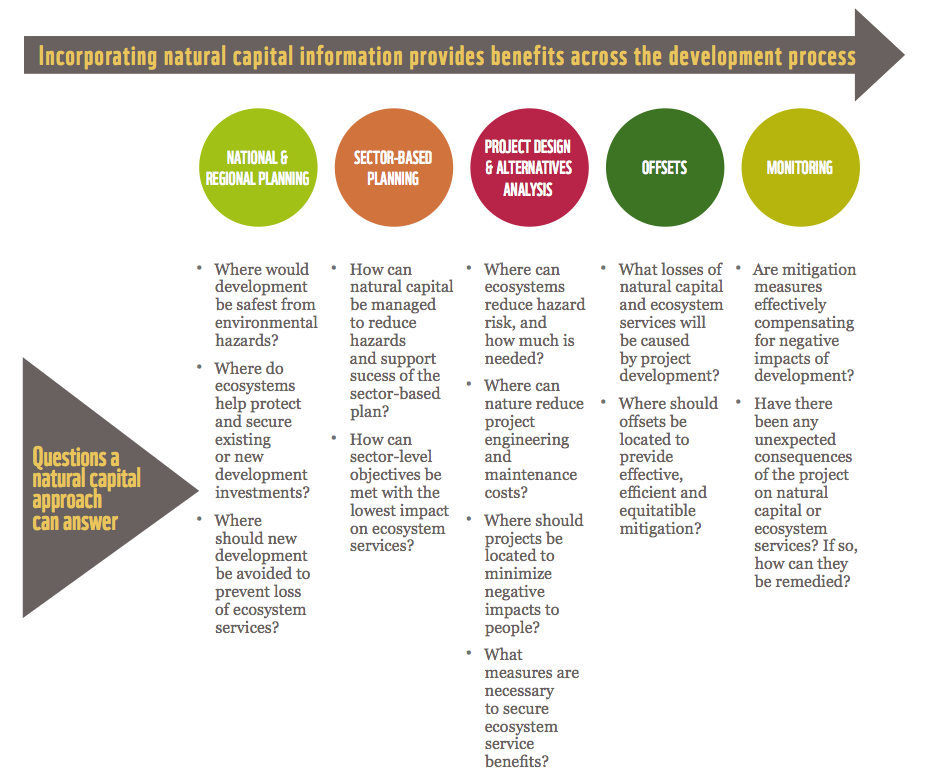 Incorporating natural capital information provides benefits across the development process
NATIONAL &
REGIONAL PLANNING
SECTOR-BASED
PLANNING
PROJECT DESIGN
& ALTERNATIVES
ANALYSIS
OFFSETS
MONITORING
Questions a
natural capital
approach
can answer
• Where would
development
be safest from
environmental
hazards?
• Where do
ecosystems
help protect
and secure
existing
or new
development
investments?
• Where
should new
development
be avoided to
prevent loss
of ecosystem
services?
• How can
natural capital
be managed
to reduce
hazards
and support
sucess of the
sector-based
plan?
• How can
sector-level
objectives be
met with the
lowest impact
on ecosystem
services?
• Where can
ecosystems
reduce hazard
risk, and
how much is
needed?
• Where can
nature reduce
project
engineering
and
maintenance
costs?
• Where should
projects be
located to
minimize
negative
impacts to
people?
• What
measures are
necessary
to secure
ecosystem
service
benefits?
• What losses of
natural capital
and ecosystem
services will
be caused
by project
development?
• Where should
offsets be
located to
previde
effective,
efficient and
equitatible
mitigation?
• Are mitigation
measures
effectively
compensating
for negative
impacts of
development?
• Have there
been any
unexpected
consequences
of the project
on natural
capital or
ecosystem
services? If so,
how can they
be remedied?